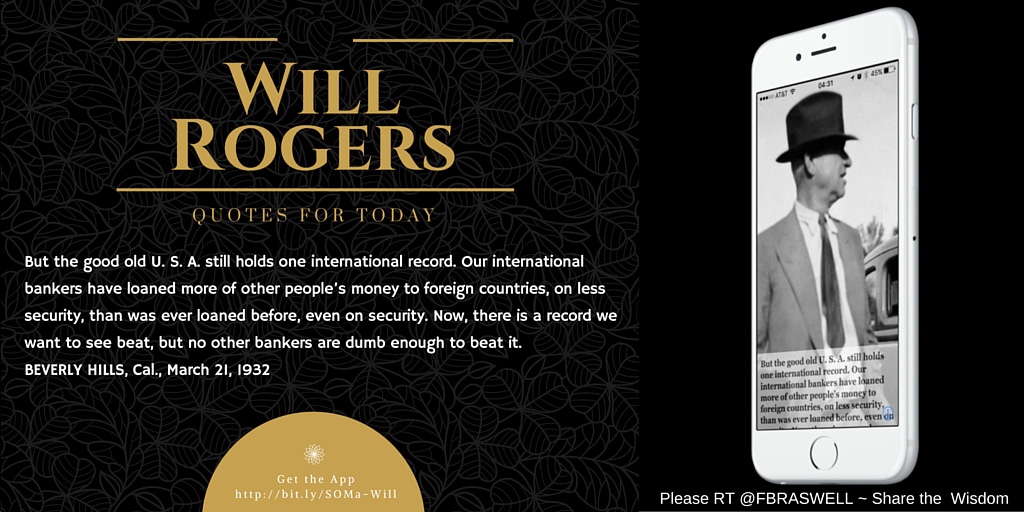 WILL
ROGERS
QUOTES FOR TODAY
But the good old U. S. A. still holds one international record. Our international
bankers have loaned more of other people's money to foreign countries, on less
security, than was ever loaned before, even on security. Now, there is a record we
want to see beat, but no other bankers are dumb enough to beat it.
BEVERLY HILLS, Cal., March 21, 1932
Get the App
http://bit.ly/SOMa-Will
AT&T 04:31 45%
But the good old U. S. A. still holds
one international record. Our
international bankers have loaned
more of other people's money to
foreign countries, on less security,
than was ever loaned before, even on
Please RT @FBRASWELL ~ Share the Wisdom